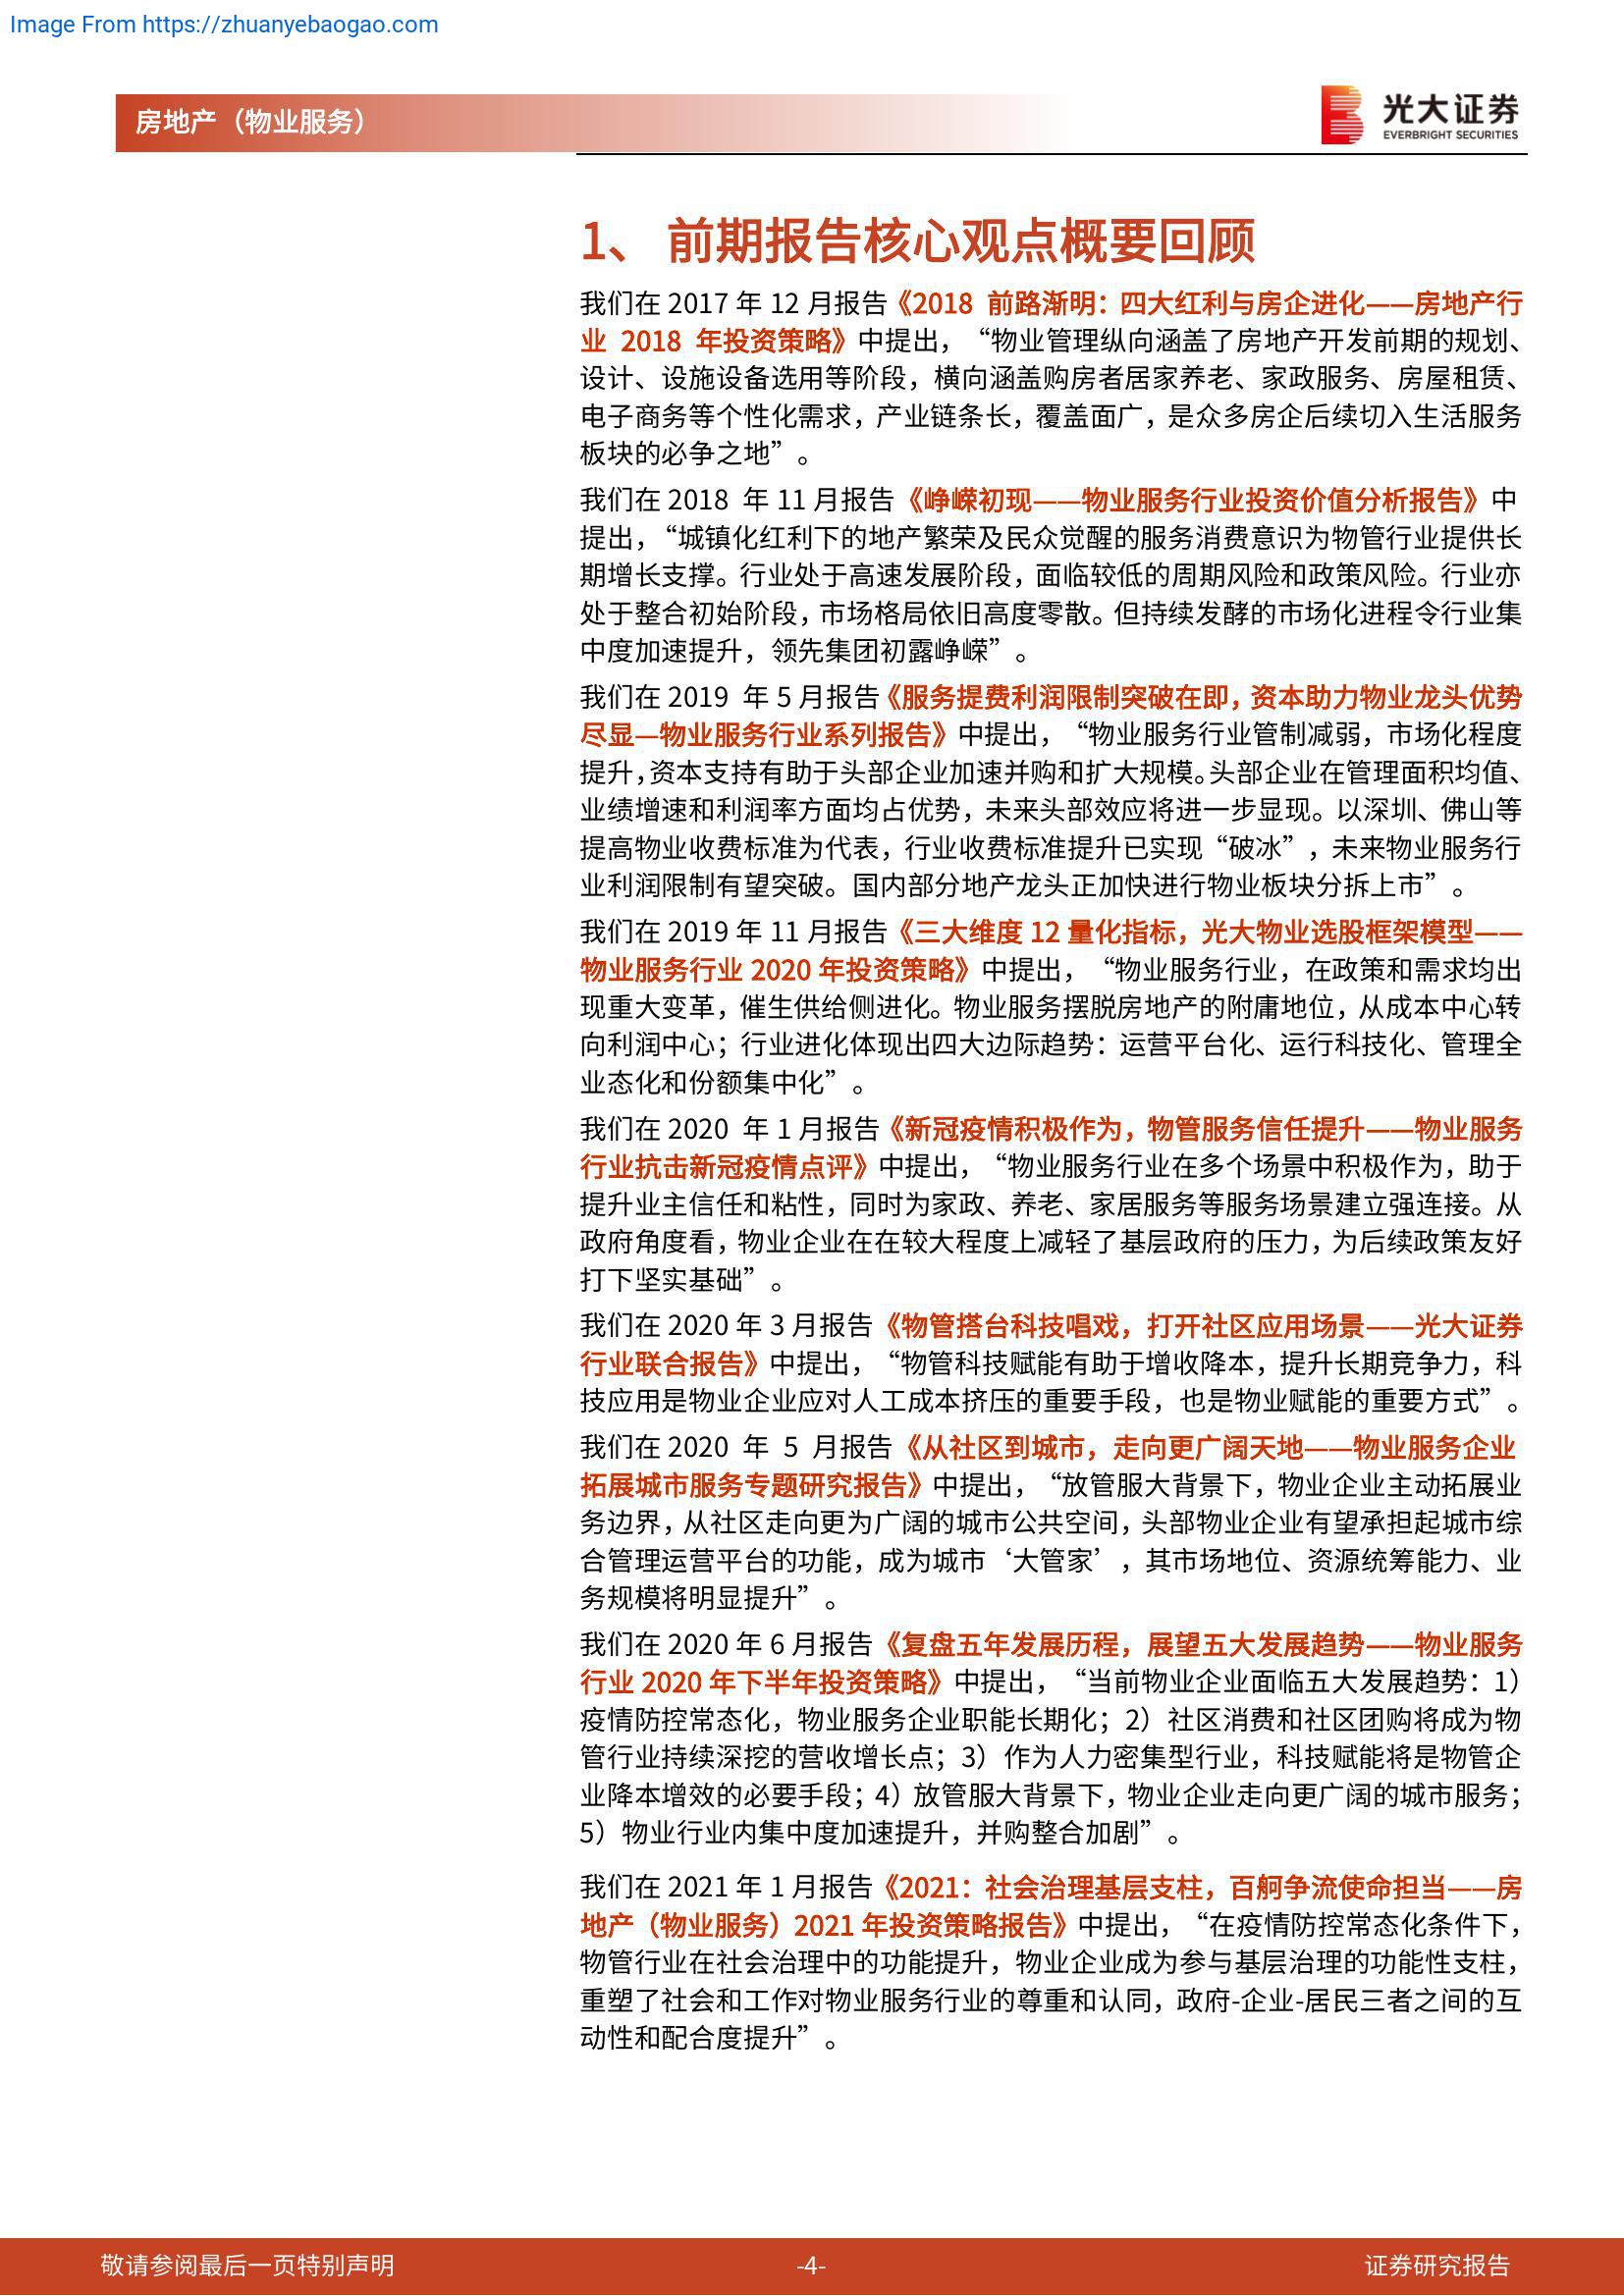 Image From https://zhuanyebaogao.com
房地产（物业服务）
光大证券
EVERBRIGHT SECURITIES
1、 前期报告核心观点概要回顾
我们在 2017 年 12 月报告《2018 前路渐明：四大红利与房企进化——房地产行
业 2018 年投资策略》中提出，“物业管理纵向涵盖了房地产开发前期的规划、
设计、设施设备选用等阶段，横向涵盖购房者居家养老、家政服务、房屋租赁、
电子商务等个性化需求，产业链条长，覆盖面广，是众多房企后续切入生活服务
板块的必争之地”。
我们在 2018 年 11 月报告《峥嵘初现——物业服务行业投资价值分析报告》中
提出，“城镇化红利下的地产繁荣及民众觉醒的服务消费意识为物管行业提供长
期增长支撑。行业处于高速发展阶段，面临较低的周期风险和政策风险。行业亦
处于整合初始阶段，市场格局依旧高度零散。但持续发酵的市场化进程令行业集
中度加速提升，领先集团初露峥嵘”。
我们在 2019 年 5 月报告《服务提费利润限制突破在即，资本助力物业龙头优势
尽显—物业服务行业系列报告》中提出，“物业服务行业管制减弱，市场化程度
提升，资本支持有助于头部企业加速并购和扩大规模。头部企业在管理面积均值、
业绩增速和利润率方面均占优势，未来头部效应将进一步显现。以深圳、佛山等
提高物业收费标准为代表，行业收费标准提升已实现“破冰”，未来物业服务行
业利润限制有望突破。国内部分地产龙头正加快进行物业板块分拆上市”。
我们在 2019 年 11 月报告《三大维度 12 量化指标，光大物业选股框架模型——
物业服务行业 2020 年投资策略》中提出，“物业服务行业，在政策和需求均出
现重大变革，催生供给侧进化。物业服务摆脱房地产的附庸地位，从成本中心转
向利润中心；行业进化体现出四大边际趋势：运营平台化、运行科技化、管理全
业态化和份额集中化”。
我们在 2020 年 1 月报告《新冠疫情积极作为，物管服务信任提升——物业服务
行业抗击新冠疫情点评》中提出，“物业服务行业在多个场景中积极作为，助于
提升业主信任和粘性，同时为家政、养老、家居服务等服务场景建立强连接。从
政府角度看，物业企业在在较大程度上减轻了基层政府的压力，为后续政策友好
打下坚实基础”。
我们在 2020 年 3 月报告《物管搭台科技唱戏，打开社区应用场景——光大证券
行业联合报告》中提出，“物管科技赋能有助于增收降本，提升长期竞争力，科
技应用是物业企业应对人工成本挤压的重要手段，也是物业赋能的重要方式”。
我们在 2020 年 5 月报告《从社区到城市，走向更广阔天地——物业服务企业
拓展城市服务专题研究报告》中提出，“放管服大背景下，物业企业主动拓展业
务边界，从社区走向更为广阔的城市公共空间，头部物业企业有望承担起城市综
合管理运营平台的功能，成为城市‘大管家’，其市场地位、资源统筹能力、业
务规模将明显提升”。
我们在 2020 年 6 月报告《复盘五年发展历程，展望五大发展趋势——物业服务
行业 2020 年下半年投资策略》中提出，“当前物业企业面临五大发展趋势：1）
疫情防控常态化，物业服务企业职能长期化；2）社区消费和社区团购将成为物
管行业持续深挖的营收增长点；3）作为人力密集型行业，科技赋能将是物管企
业降本增效的必要手段；4）放管服大背景下，物业企业走向更广阔的城市服务；
5）物业行业内集中度加速提升，并购整合加剧”。
我们在 2021 年 1 月报告《2021：社会治理基层支柱，百舸争流使命担当——房
地产（物业服务）2021 年投资策略报告》中提出，“在疫情防控常态化条件下，
物管行业在社会治理中的功能提升，物业企业成为参与基层治理的功能性支柱，
重塑了社会和工作对物业服务行业的尊重和认同，政府-企业-居民三者之间的互
动性和配合度提升”。
敬请参阅最后一页特别声明
-4-
证券研究报告